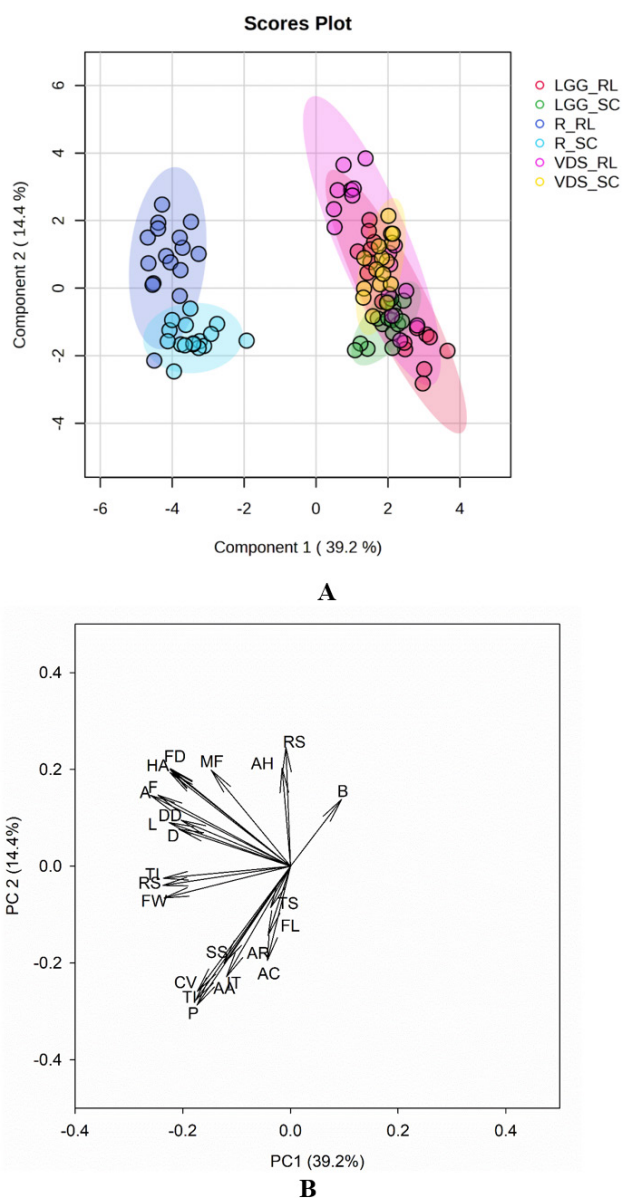 Scores Plot
Component 2 ( 14.4 %)
6
4
2
0
-2
-4
-6
-4
-2
0
2
4
Component 1 ( 39.2 %)
LGG_RL
LGG_SC
R_RL
R_SC
VDS_RL
VDS_SC
A
PC 2 (14.4%)
0.4
0.2
0.0
-0.2
-0.4
RS
FD
MF
AH
HA
B
A
F
DD
L
D
TI
RS
FW
TS
FL
SS
AR
AC
CV
IT
AA
TI
P
-0.4
-0.2
0.0
0.2
0.4
PC1 (39.2%)
B